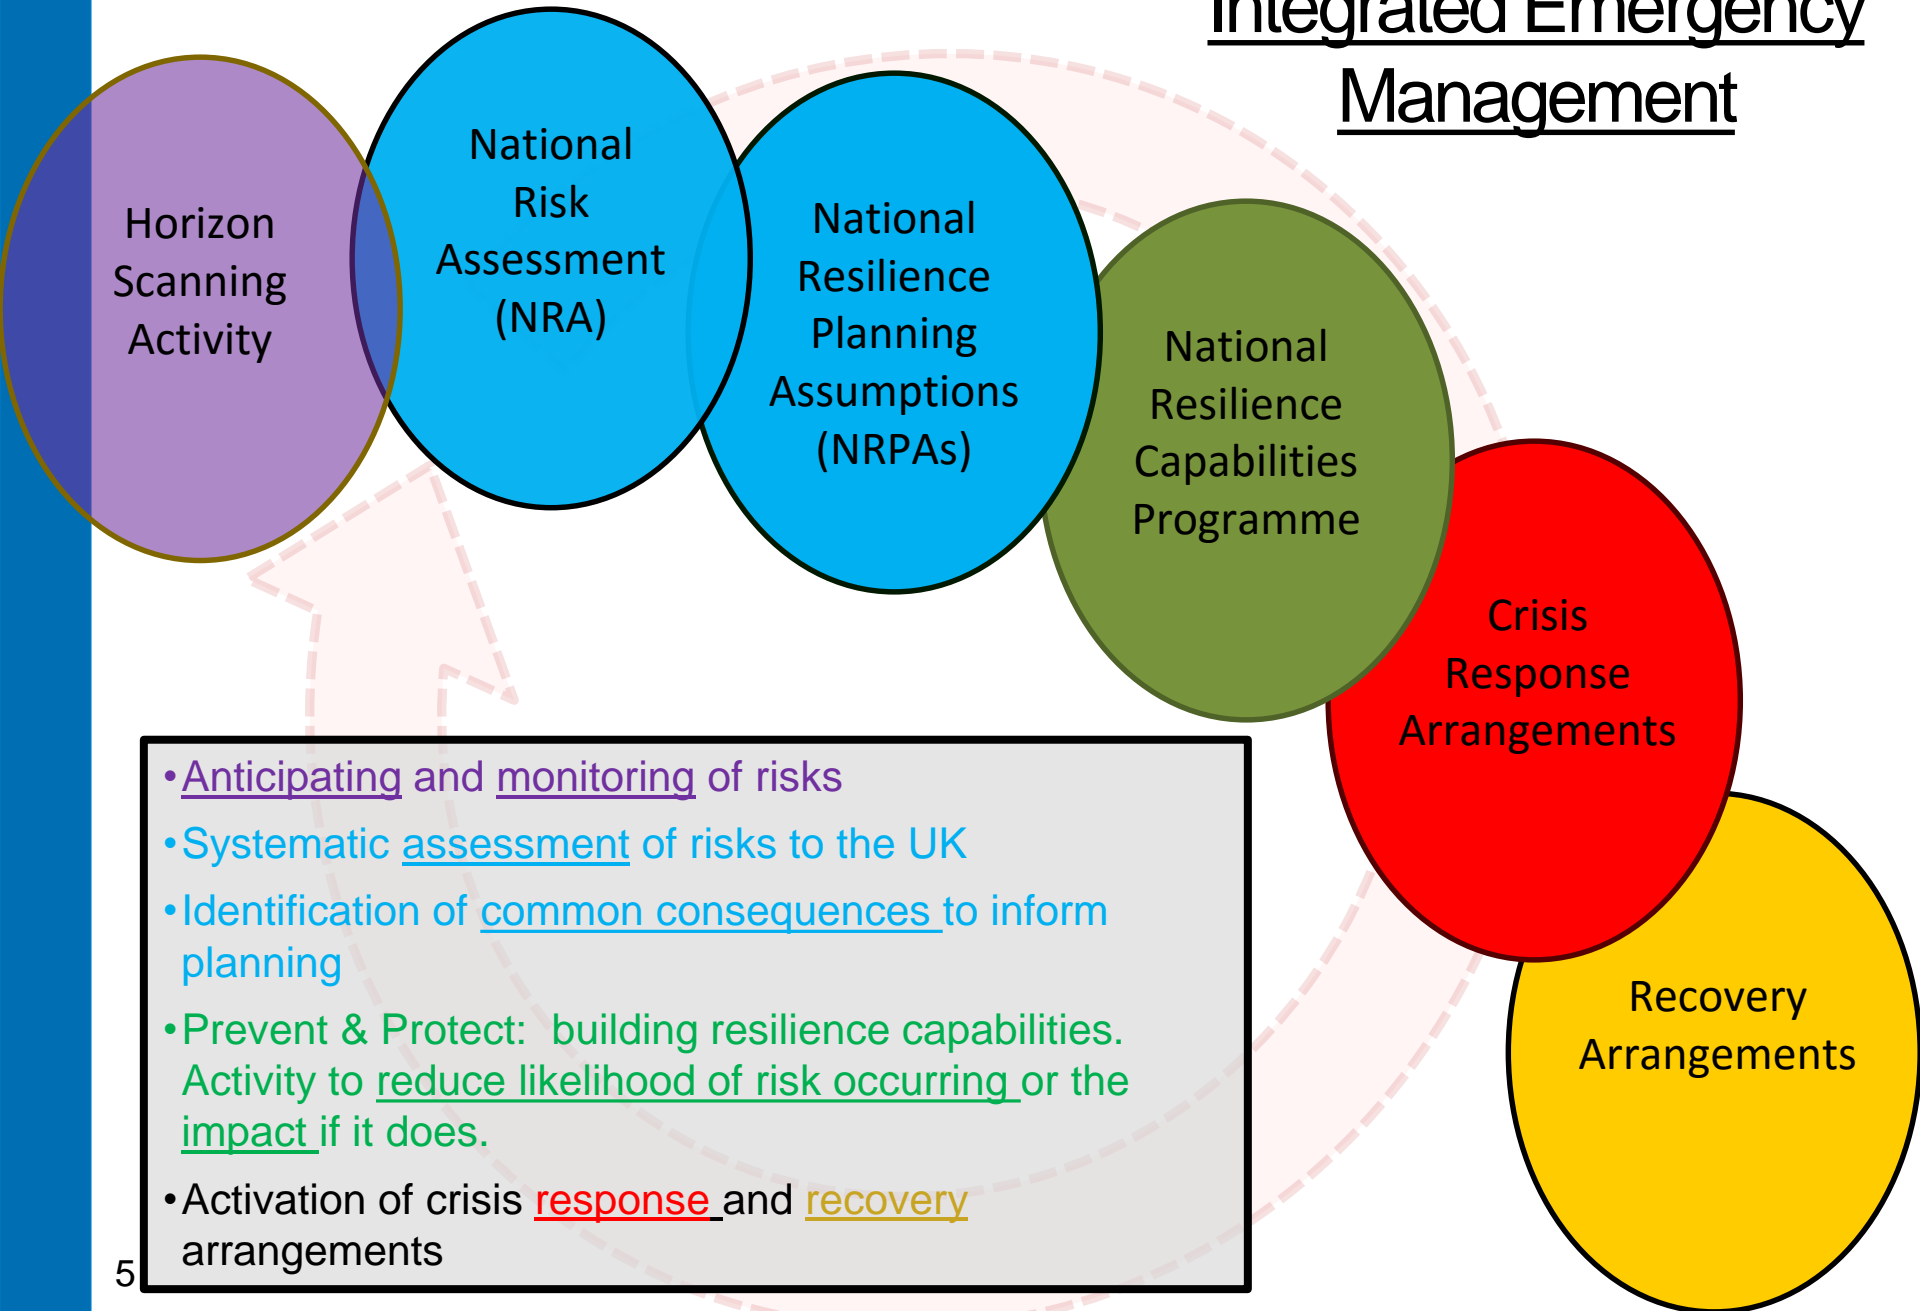 Integrated Emergency
Management
Horizon
Scanning
Activity
National
Risk
Assessment
(NRA)
National
Resilience
Planning
Assumptions
(NRPAs)
National
Resilience
Capabilities
Programme
Crisis
Response
Arrangements
Recovery
Arrangements
•Anticipating and monitoring of risks
•Systematic assessment of risks to the UK
•Identification of common consequences to inform
planning
•Prevent & Protect: building resilience capabilities.
Activity to reduce likelihood of risk occurring or the
impact if it does.
•Activation of crisis response and recovery
arrangements
5